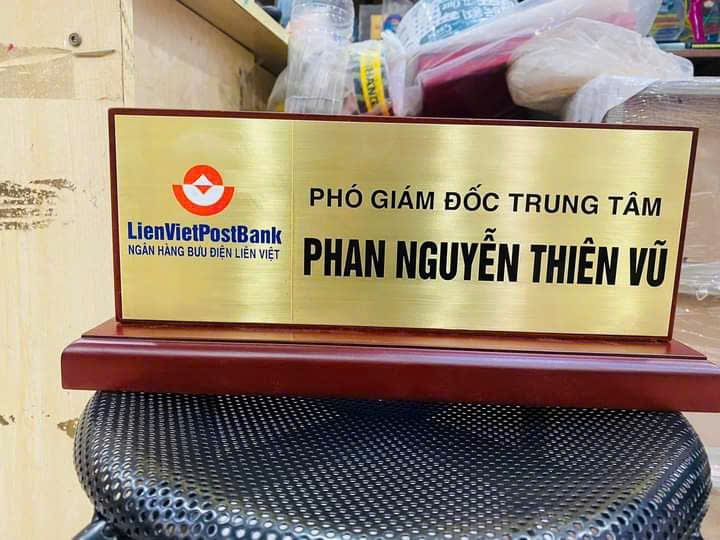 LienVietPostBank
NGÂN HÀNG BƯU ĐIỆN LIÊN VIỆT
PHÓ GIÁM ĐỐC TRUNG TÂM
PHAN NGUYỄN THIÊN VŨ